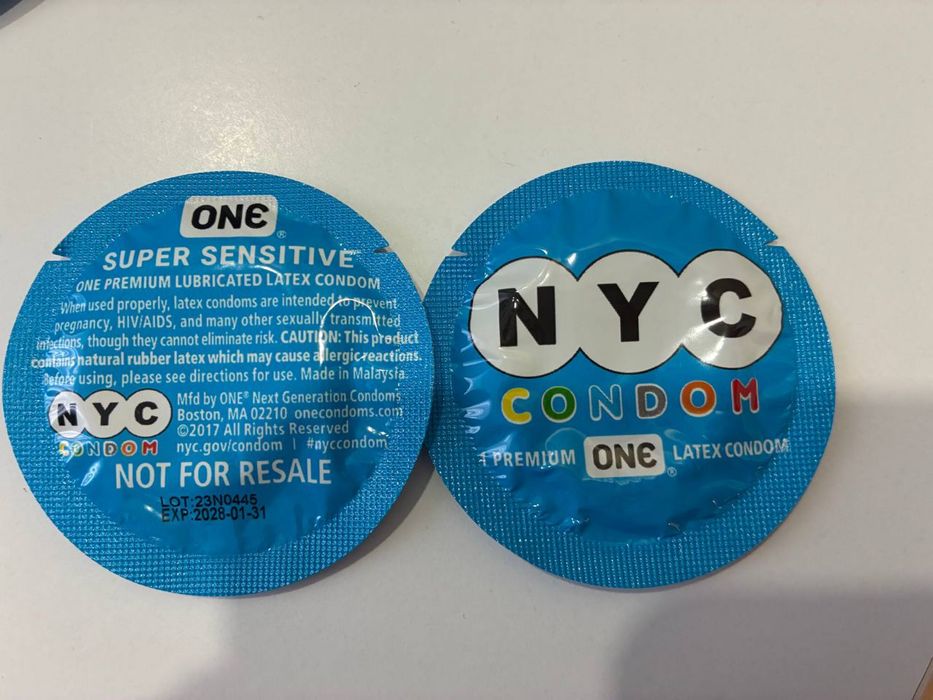 ONE®
SUPER SENSITIVE™
ONE PREMIUM LUBRICATED LATEX CONDOM
When used properly, latex condoms are intended to prevent
pregnancy, HIV/AIDS, and many other sexually transmitted
infections, though they cannot eliminate risk. CAUTION: This product
contains natural rubber latex which may cause allergic reactions.
Before using, please see directions for use. Made in Malaysia.
NYC
CONDOM
Mfd by ONE® Next Generation Condoms
Boston, MA 02210 onecondoms.com
©2017 All Rights Reserved
nyc.gov/condom | #nyccondom
NOT FOR RESALE
LOT:23N0445
EXP:2028-01-31
NYC
CONDOM
1 PREMIUM ONE® LATEX CONDOM